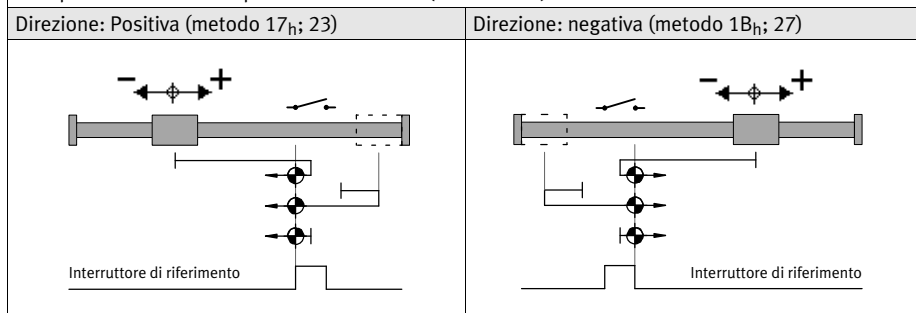 Direzione: Positiva (metodo 17h; 23)
Direzione: negativa (metodo 1Bh; 27)
− +
− +
Interruttore di riferimento
Interruttore di riferimento